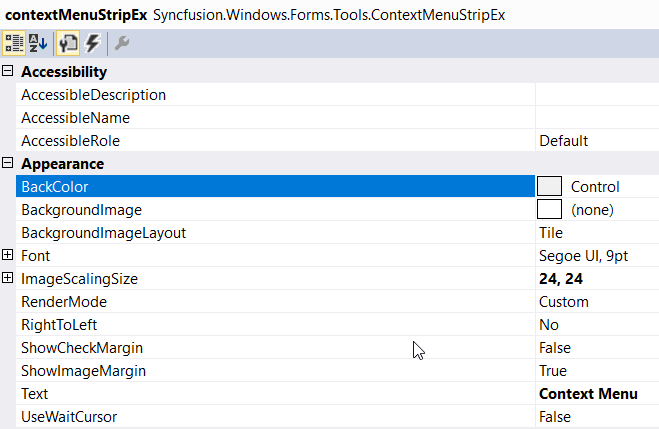 contextMenuStripEx Syncfusion.Windows.Forms.Tools.ContextMenuStripEx
Accessibility
AccessibleDescription
AccessibleName
AccessibleRole Default
Appearance
BackColor Control
BackgroundImage (none)
BackgroundImageLayout Tile
Font Segoe UI, 9pt
ImageScalingSize 24, 24
RenderMode Custom
RightToLeft No
ShowCheckMargin False
ShowImageMargin True
Text Context Menu
UseWaitCursor False